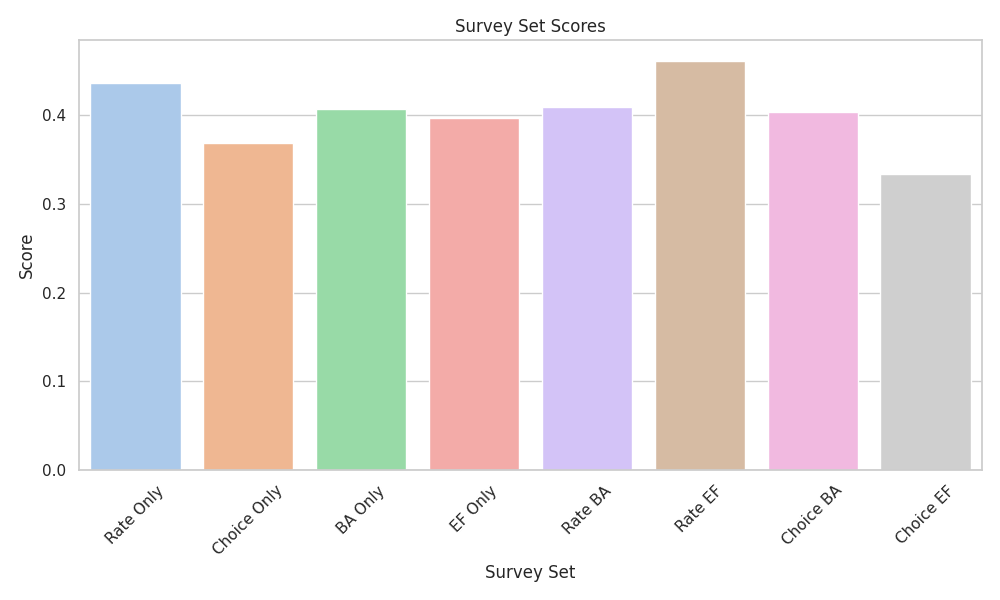 Survey Set Scores
Score
0.4
0.3
0.2
0.1
0.0
Rate Only
Choice Only
BA Only
EF Only
Rate BA
Rate EF
Choice BA
Choice EF
Survey Set